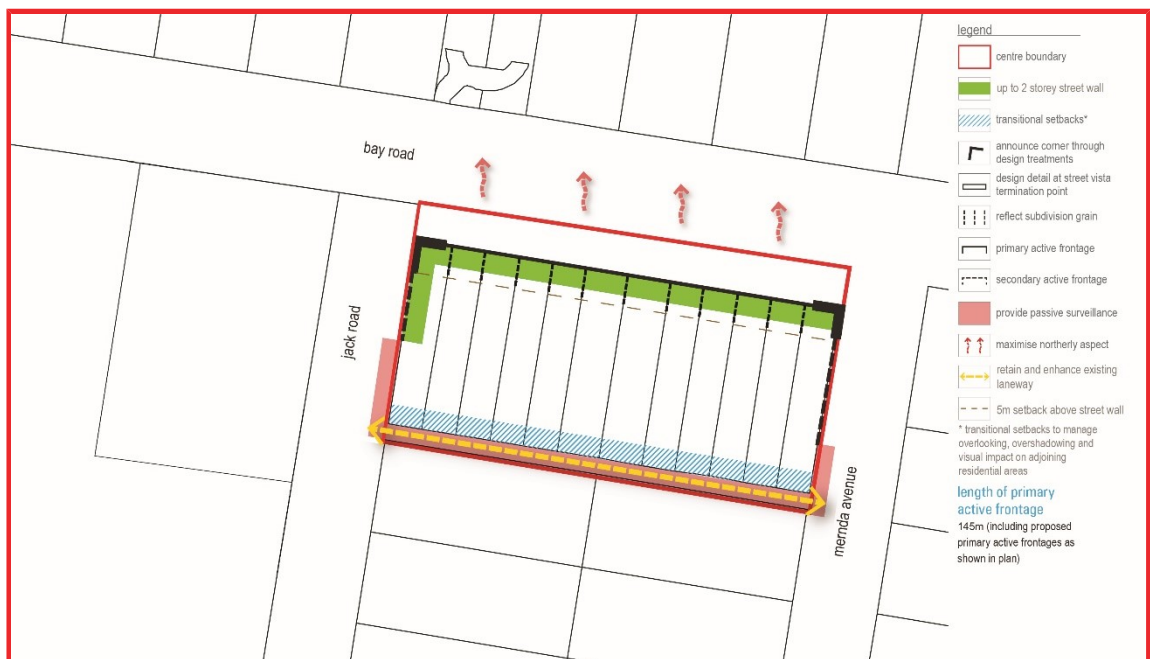 bay road
jack road
mernda avenue
legend
centre boundary
up to 2 storey street wall
transitional setbacks*
announce corner through
design treatments
design detail at street vista
termination point
reflect subdivision grain
primary active frontage
secondary active frontage
provide passive surveillance
maximise northerly aspect
retain and enhance existing
laneway
5m setback above street wall
* transitional setbacks to manage
overlooking, overshadowing and
visual impact on adjoining
residential areas
length of primary
active frontage
145m (including proposed
primary active frontages as
shown in plan)